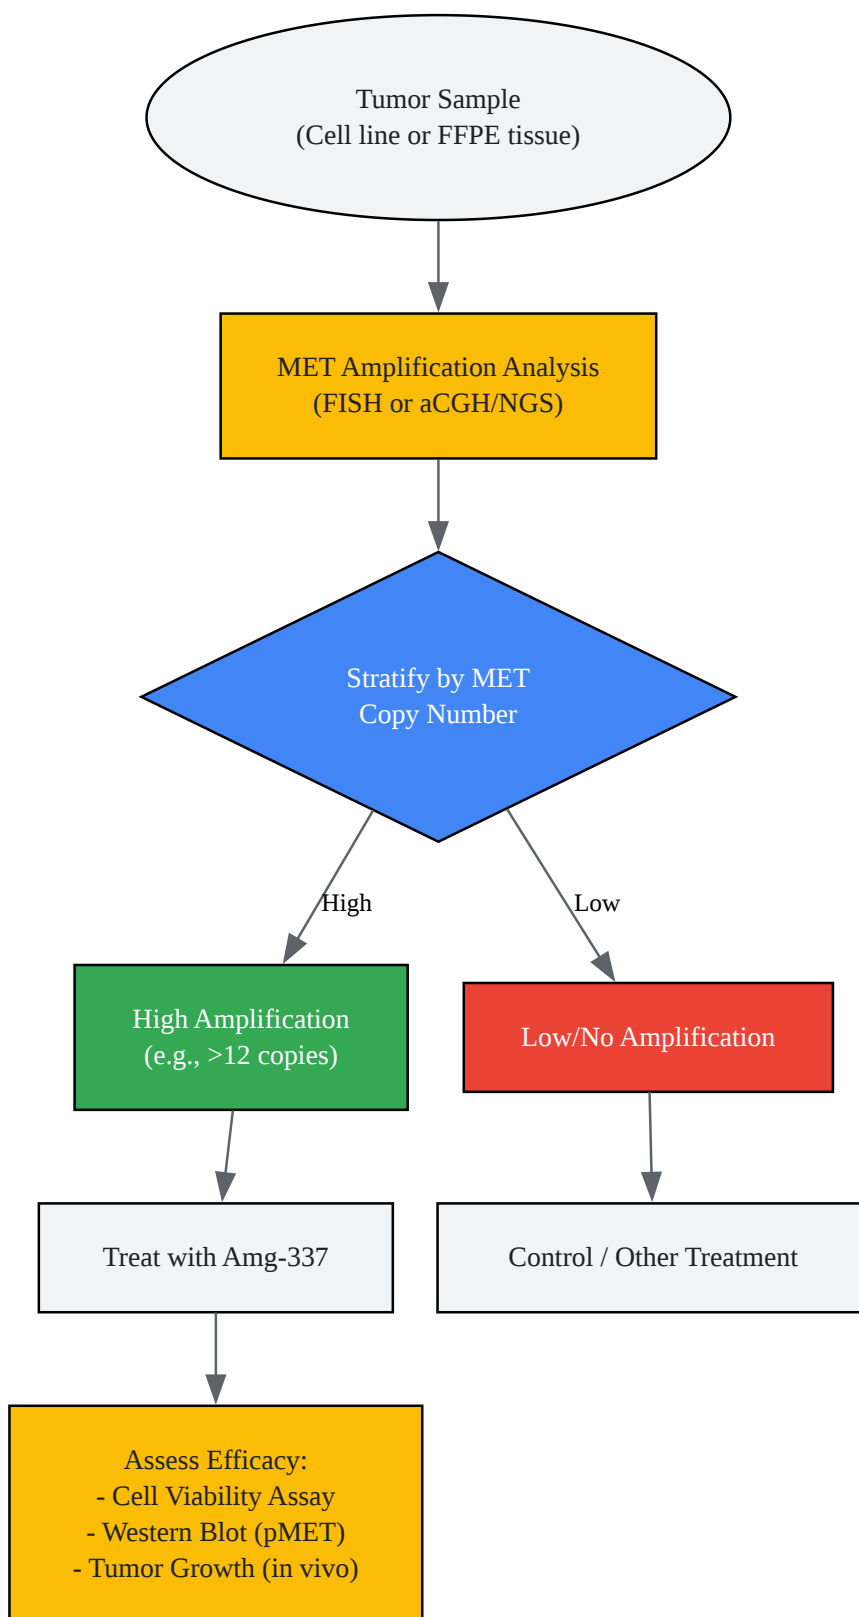 Tumor Sample
(Cell line or FFPE tissue)
MET Amplification Analysis
(FISH or aCGH/NGS)
Stratify by MET
Copy Number
High
Low
High Amplification
(e.g., >12 copies)
Low/No Amplification
Treat with Amg-337
Control / Other Treatment
Assess Efficacy:
- Cell Viability Assay
- Western Blot (pMET)
- Tumor Growth (in vivo)